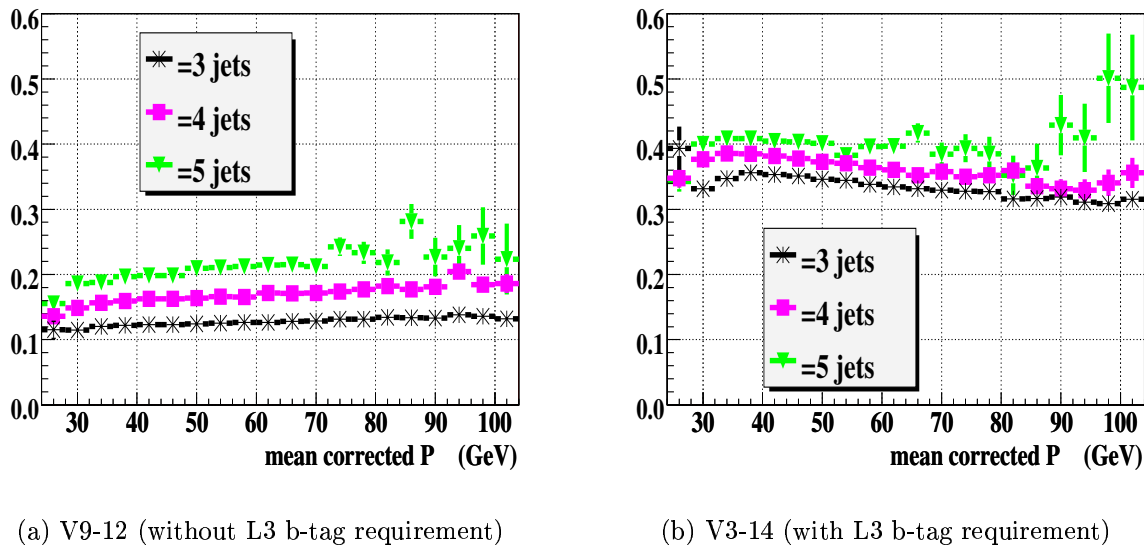 0.6
0.5
0.4
0.3
0.2
0.1
0.0
=3 jets
=4 jets
=5 jets
30 40 50 60 70 80 90 100
mean corrected P (GeV)
(a) V9-12 (without L3 b-tag requirement)
0.6
0.5
0.4
0.3
0.2
0.1
0.0
=3 jets
=4 jets
=5 jets
30 40 50 60 70 80 90 100
mean corrected P (GeV)
(b) V3-14 (with L3 b-tag requirement)